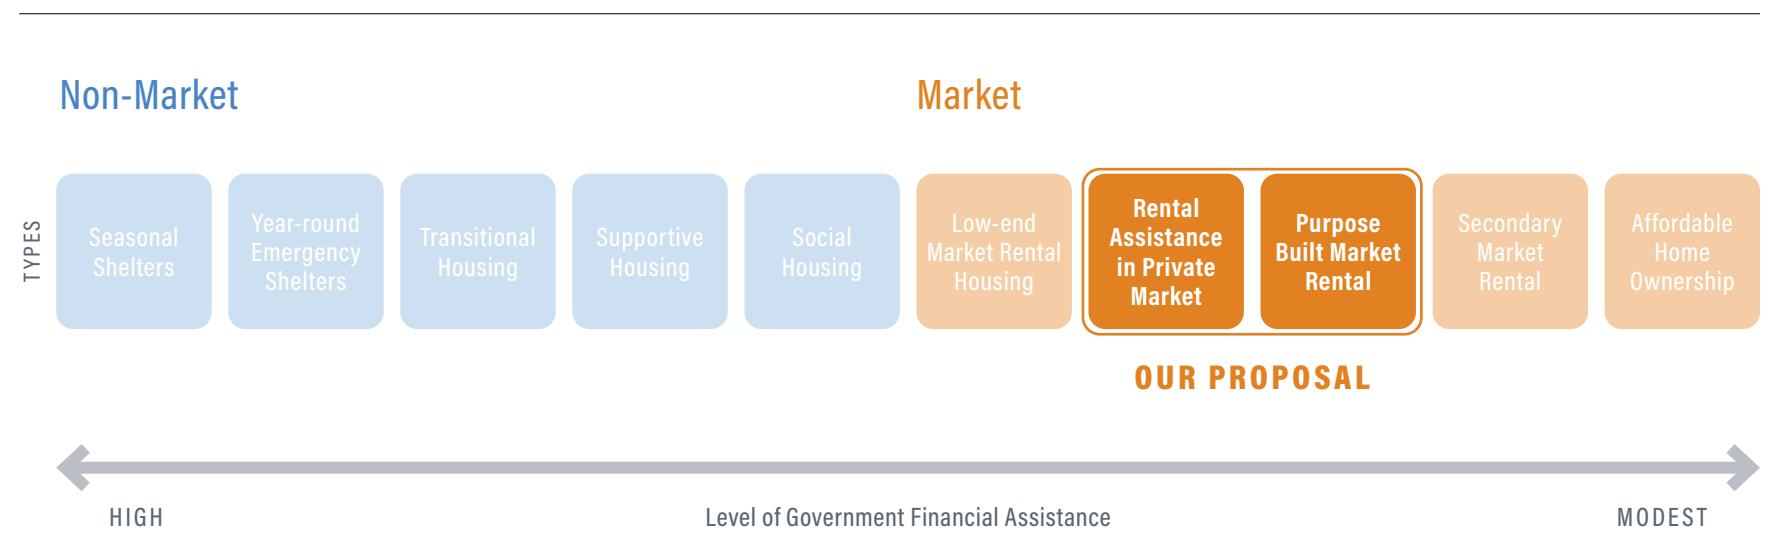 Non-Market
Market
TYPES
Seasonal
Shelters
Year-round
Emergency
Shelters
Transitional
Housing
Supportive
Housing
Social
Housing
Low-end
Market Rental
Housing
Rental
Assistance
in Private
Market
Purpose
Built Market
Rental
Secondary
Market
Rental
Affordable
Home
Ownership
OUR PROPOSAL
HIGH
Level of Government Financial Assistance
MODEST